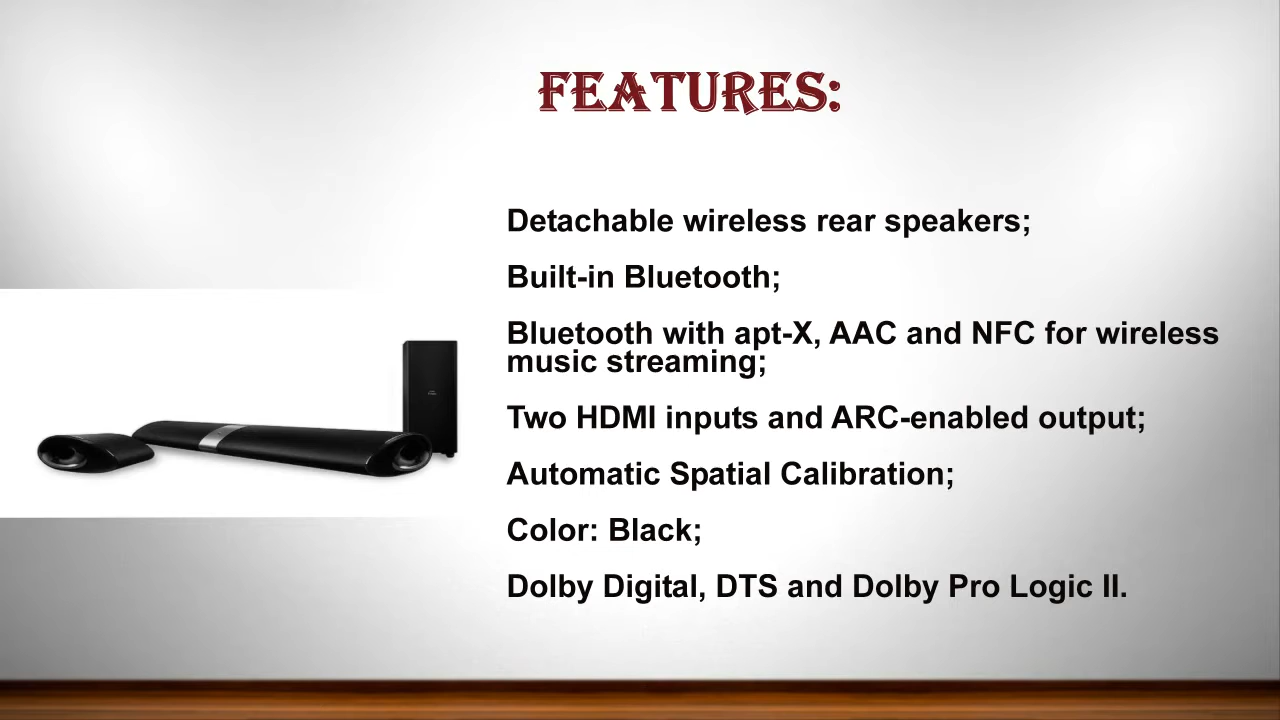 FEATURES:
Detachable wireless rear speakers;
Built-in Bluetooth;
Bluetooth with apt-X, AAC and NFC for wireless
music streaming;
Two HDMI inputs and ARC-enabled output;
Automatic Spatial Calibration;
Color: Black;
Dolby Digital, DTS and Dolby Pro Logic II.